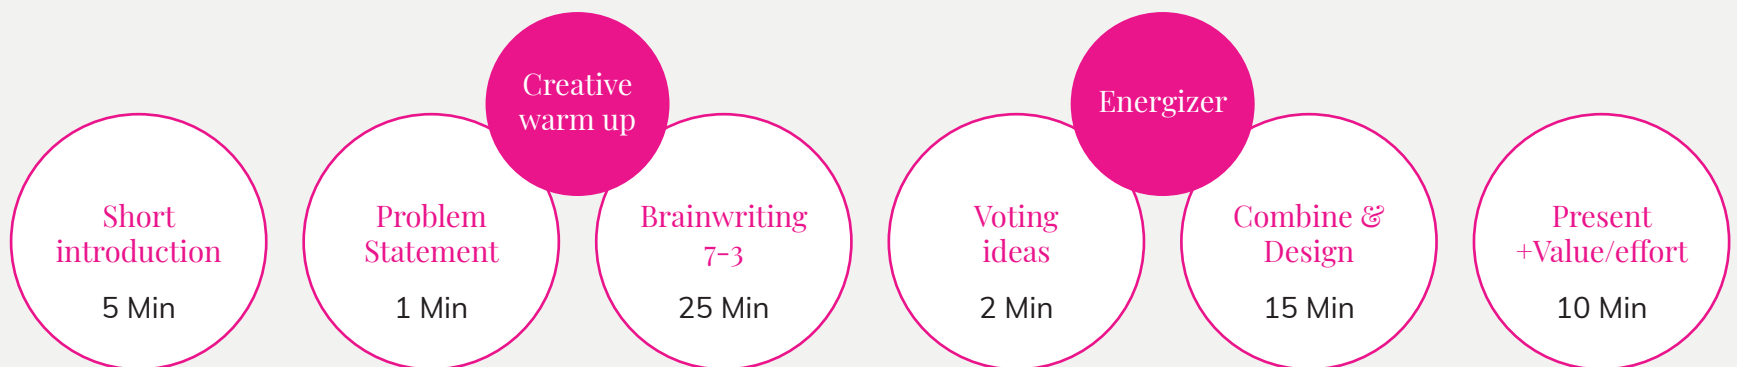 Short
introduction
5 Min
Problem
Statement
1 Min
Creative
warm up
Brainwriting
7-3
25 Min
Voting
ideas
2 Min
Energizer
Combine &
Design
15 Min
Present
+Value/effort
10 Min